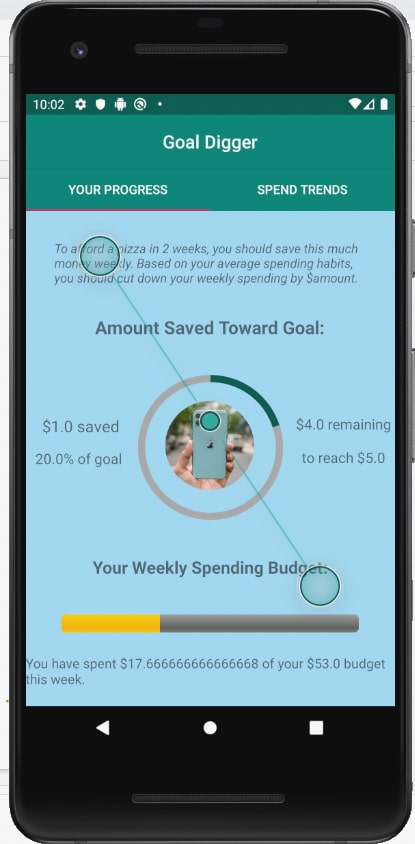 10:02
Goal Digger
YOUR PROGRESS SPEND TRENDS
To afford a pizza in 2 weeks, you should save this much
money weekly. Based on your average spending habits,
you should cut down your weekly spending by $amount.
Amount Saved Toward Goal:
$1.0 saved
20.0% of goal
$4.0 remaining
to reach $5.0
Your Weekly Spending Budget:
You have spent $17.666666666666668 of your $53.0 budget
this week.